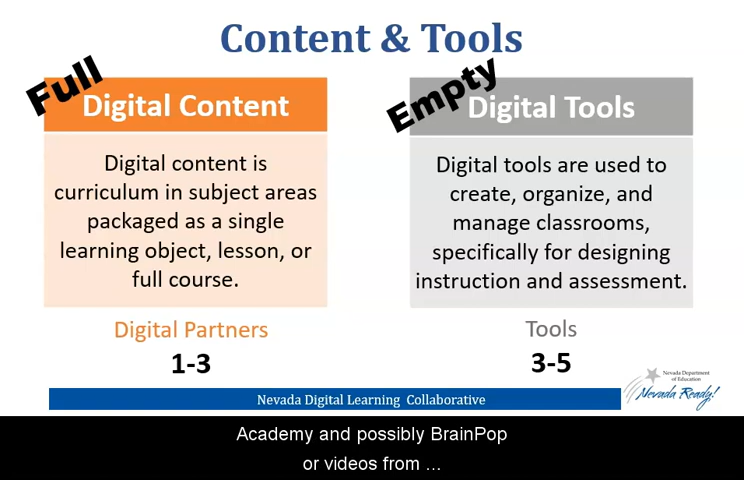 Content & Tools
Full
Digital Content
Digital content is
curriculum in subject areas
packaged as a single
learning object, lesson, or
full course.
Digital Partners
1-3
Empty
Digital Tools
Digital tools are used to
create, organize, and
manage classrooms,
specifically for designing
instruction and assessment.
Tools
3-5
Nevada Digital Learning Collaborative
Nevada Department
of Education
Nevada Ready!
Academy and possibly BrainPop
or videos from ...